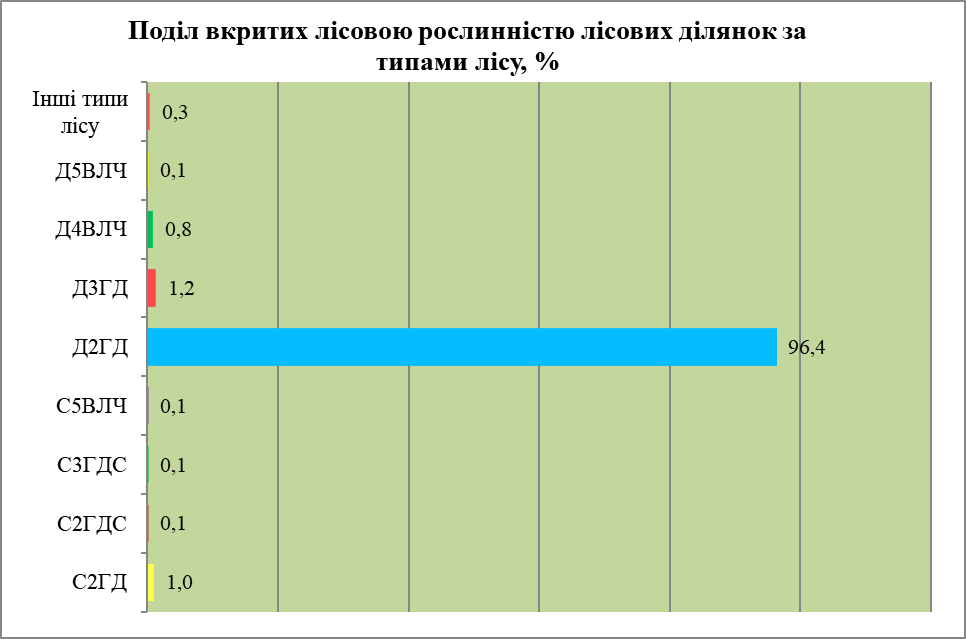 Поділ вкритих лісовою рослинністю лісових ділянок за
типами лісу, %
Інші типи
лісу
0,3
Д5ВЛЧ
0,1
Д4ВЛЧ
0,8
Д3ГД
1,2
Д2ГД
96,4
С5ВЛЧ
0,1
С3ГДС
0,1
С2ГДС
0,1
С2ГД
1,0